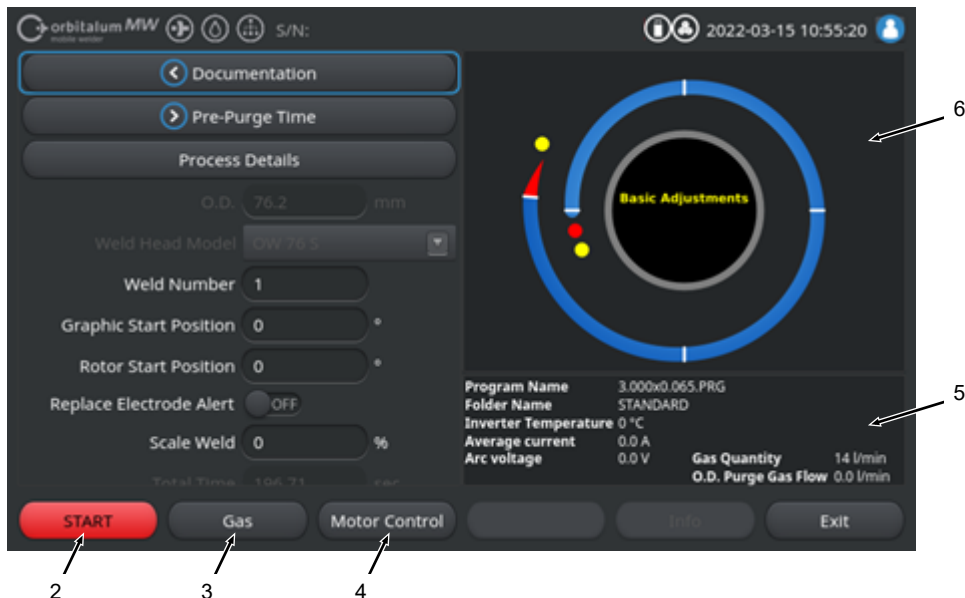 orbitalum MW S/N: 2022-03-15 10:55:20
mobile welder
Documentation
Pre-Purge Time
Process Details
O.D. 76.2 mm
Weld Head Model OW 76 S
Weld Number 1
Graphic Start Position 0 °
Rotor Start Position 0 °
Replace Electrode Alert OFF
Scale Weld 0 %
Total Time 196.71 sec
Basic Adjustments
6
Program Name 3.000x0.065.PRG
Folder Name STANDARD
Inverter Temperature 0 °C
Average current 0.0 A
Arc voltage 0.0 V Gas Quantity 14 l/min
O.D. Purge Gas Flow 0.0 l/min
5
START Gas Motor Control Info Exit
2 3 4